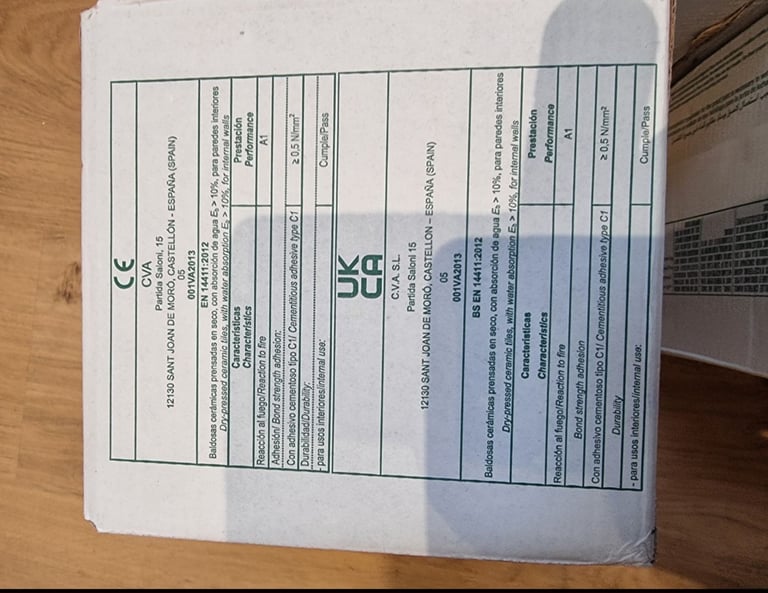 CE
CVA
Partida Saloni, 15
12130 SANT JOAN DE MORÓ, CASTELLON - ESPAÑA (SPAIN)
05
001VA2013
EN 14411:2012
Baldosas cerámicas prensadas en seco, con absorción de agua Eb > 10%, para paredes interiores
Dry-pressed ceramic tiles, with water absorption Eb > 10%, for internal walls
Características Prestación
Characteristics Performance
Reacción al fuego/Reaction to fire A1
Adhesión/ Bond strength adhesion:
Con adhesivo cementoso tipo C1/ Cementitious adhesive type C1 ≥ 0,5 N/mm²
Durabilidad/Durability:
- para usos interiores/internal use: Cumple/Pass
UK
CA
C.V.A. S.L.
Partida Saloni 15
12130 SANT JOAN DE MORÓ, CASTELLON – ESPAÑA (SPAIN)
05
001VA2013
BS EN 14411:2012
Baldosas cerámicas prensadas en seco, con absorción de agua Eb > 10%, para paredes interiores
Dry-pressed ceramic tiles, with water absorption Eb > 10%, for internal walls
Características Prestación
Characteristics Performance
Reacción al fuego/Reaction to fire A1
Bond strength adhesion
Con adhesivo cementoso tipo C1/ Cementitious adhesive type C1 ≥ 0,5 N/mm²
Durability
- para usos interiores/internal use: Cumple/Pass